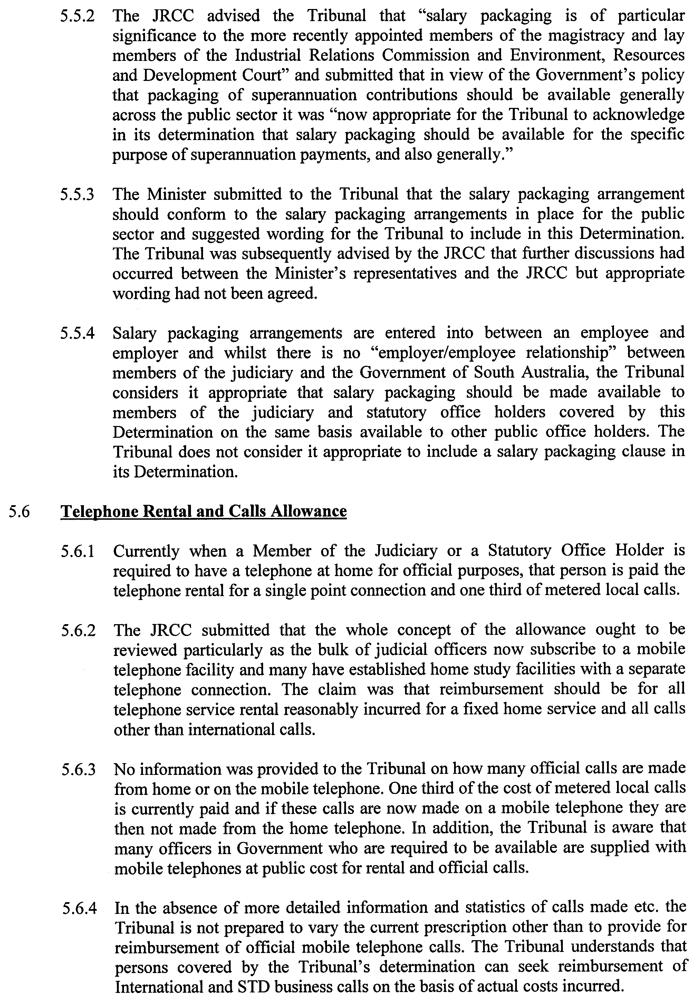 5.5.2 The JRCC advised the Tribunal that “salary packaging is of particular
significance to the more recently appointed members of the magistracy and lay
members of the Industrial Relations Commission and Environment, Resources
and Development Court” and submitted that in view of the Government’s policy
that packaging of superannuation contributions should be available generally
across the public sector it was “now appropriate for the Tribunal to acknowledge
in its determination that salary packaging should be available for the specific
purpose of superannuation payments, and also generally.”
5.5.3 The Minister submitted to the Tribunal that the salary packaging arrangement
should conform to the salary packaging arrangements in place for the public
sector and suggested wording for the Tribunal to include in this Determination.
The Tribunal was subsequently advised by the JRCC that further discussions had
occurred between the Minister’s representatives and the JRCC but appropriate
wording had not been agreed.
5.5.4 Salary packaging arrangements are entered into between an employee and
employer and whilst there is no “employer/employee relationship” between
members of the judiciary and the Government of South Australia, the Tribunal
considers it appropriate that salary packaging should be made available to
members of the judiciary and statutory office holders covered by this
Determination on the same basis available to other public office holders. The
Tribunal does not consider it appropriate to include a salary packaging clause in
its Determination.
5.6 Telephone Rental and Calls Allowance
5.6.1 Currently when a Member of the Judiciary or a Statutory Office Holder is
required to have a telephone at home for official purposes, that person is paid the
telephone rental for a single point connection and one third of metered local calls.
5.6.2 The JRCC submitted that the whole concept of the allowance ought to be
reviewed particularly as the bulk of judicial officers now subscribe to a mobile
telephone facility and many have established home study facilities with a separate
telephone connection. The claim was that reimbursement should be for all
telephone service rental reasonably incurred for a fixed home service and all calls
other than international calls.
5.6.3 No information was provided to the Tribunal on how many official calls are made
from home or on the mobile telephone. One third of the cost of metered local calls
is currently paid and if these calls are now made on a mobile telephone they are
then not made from the home telephone. In addition, the Tribunal is aware that
many officers in Government who are required to be available are supplied with
mobile telephones at public cost for rental and official calls.
5.6.4 In the absence of more detailed information and statistics of calls made etc. the
Tribunal is not prepared to vary the current prescription other than to provide for
reimbursement of official mobile telephone calls. The Tribunal understands that
persons covered by the Tribunal’s determination can seek reimbursement of
International and STD business calls on the basis of actual costs incurred.